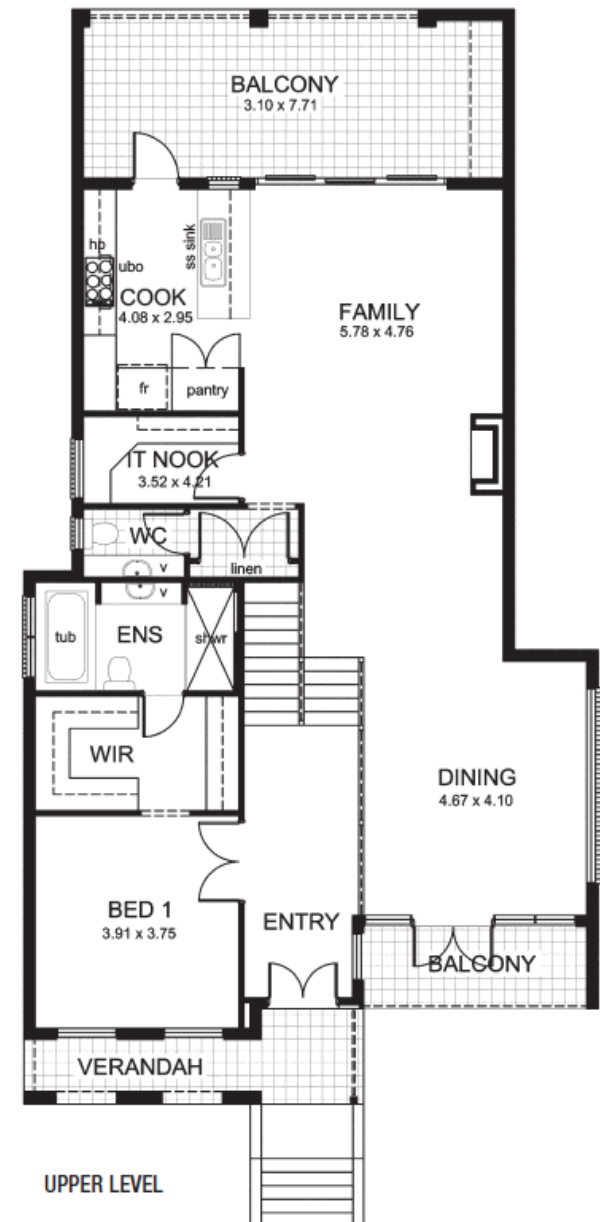 BALCONY
3.10 x 7.71
hp
ubo
ss sink
COOK
4.08 x 2.95
FAMILY
5.78 x 4.76
fr
pantry
IT NOOK
3.52 x 4.21
WC
v
linen
v
tub
ENS
shwr
WIR
DINING
4.67 x 4.10
BED 1
3.91 x 3.75
ENTRY
BALCONY
VERANDAH
UPPER LEVEL